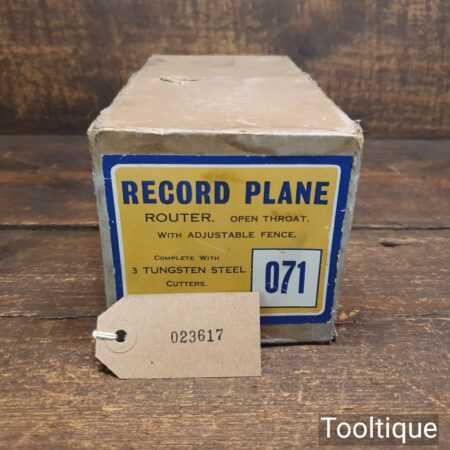 RECORD PLANE
ROUTER. OPEN THROAT.
WITH ADJUSTABLE FENCE.
COMPLETE WITH
3 TUNGSTEN STEEL
CUTTERS.
071
023617
Tooltique